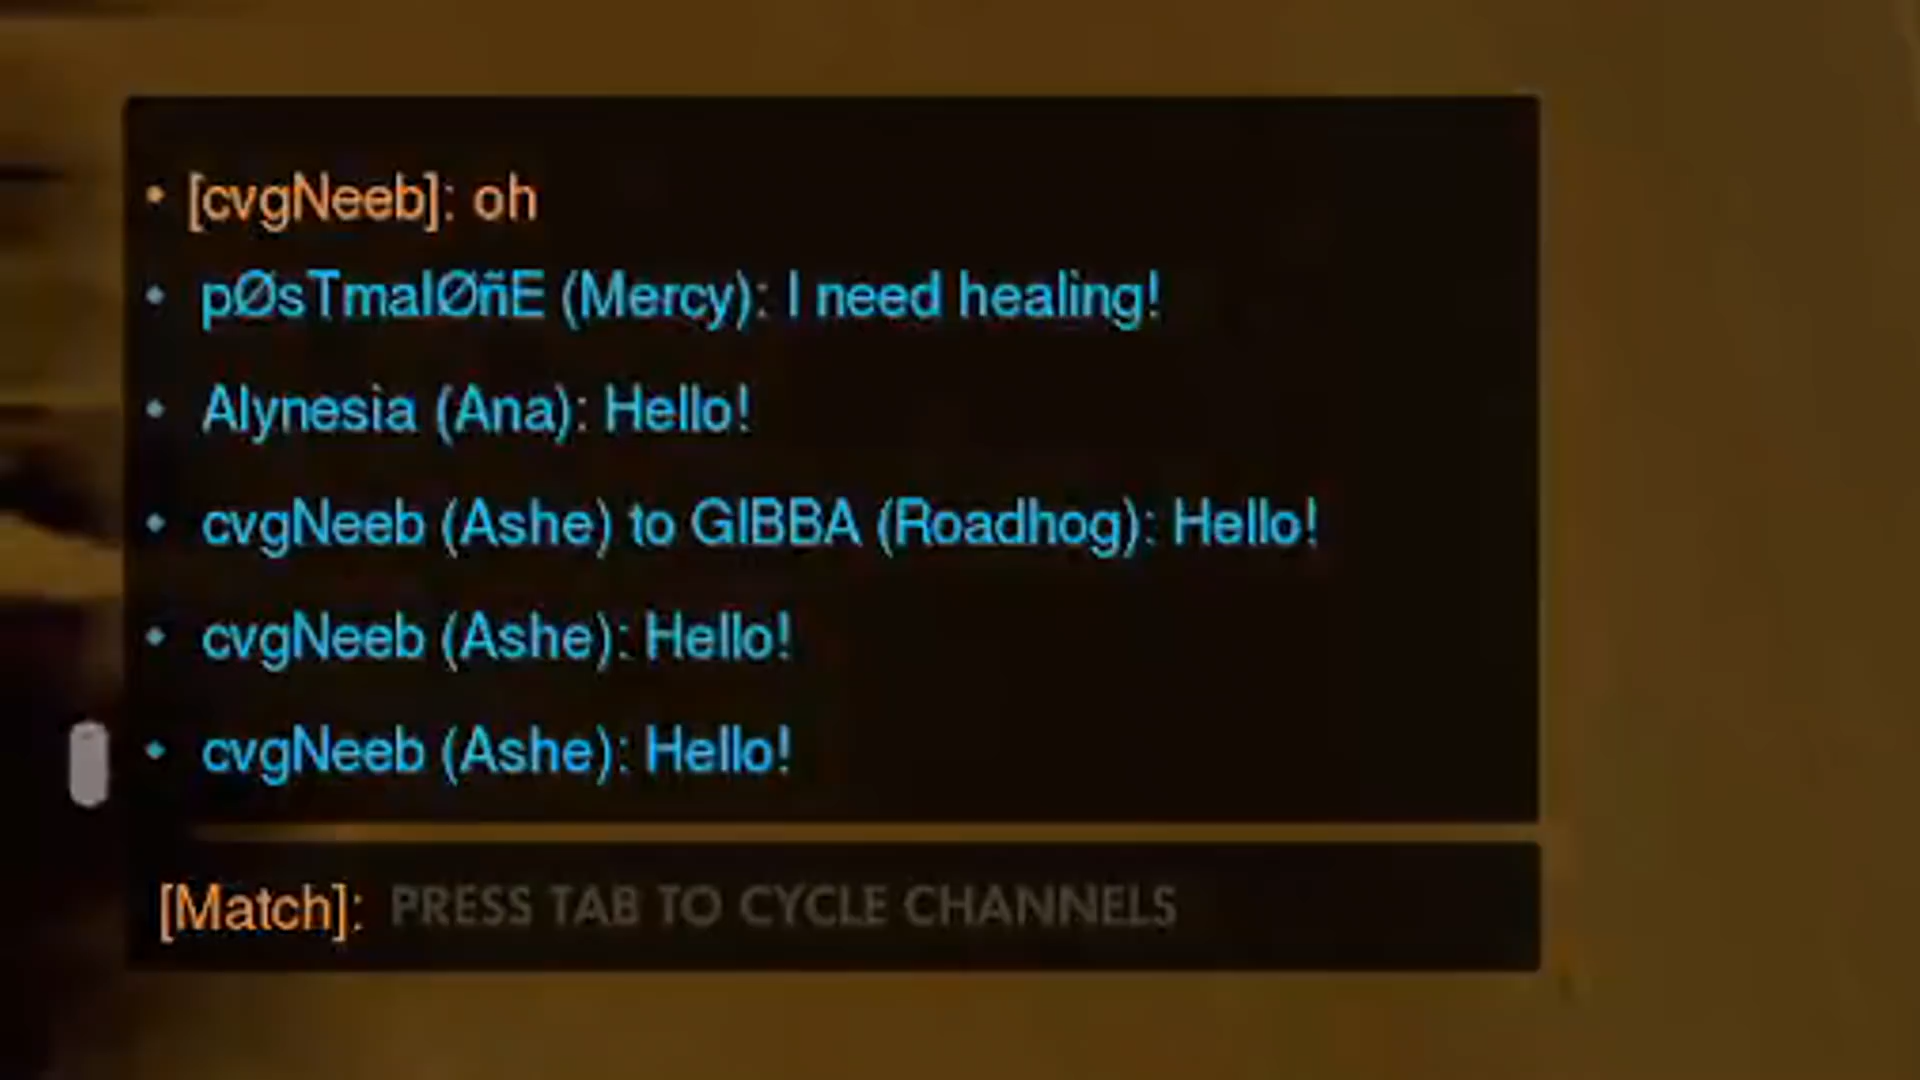 • [cvgNeeb]: oh
• pØsTmalØñE (Mercy): I need healing!
• Alynesia (Ana): Hello!
• cvgNeeb (Ashe) to GIBBA (Roadhog): Hello!
• cvgNeeb (Ashe): Hello!
• cvgNeeb (Ashe): Hello!
[Match]: PRESS TAB TO CYCLE CHANNELS